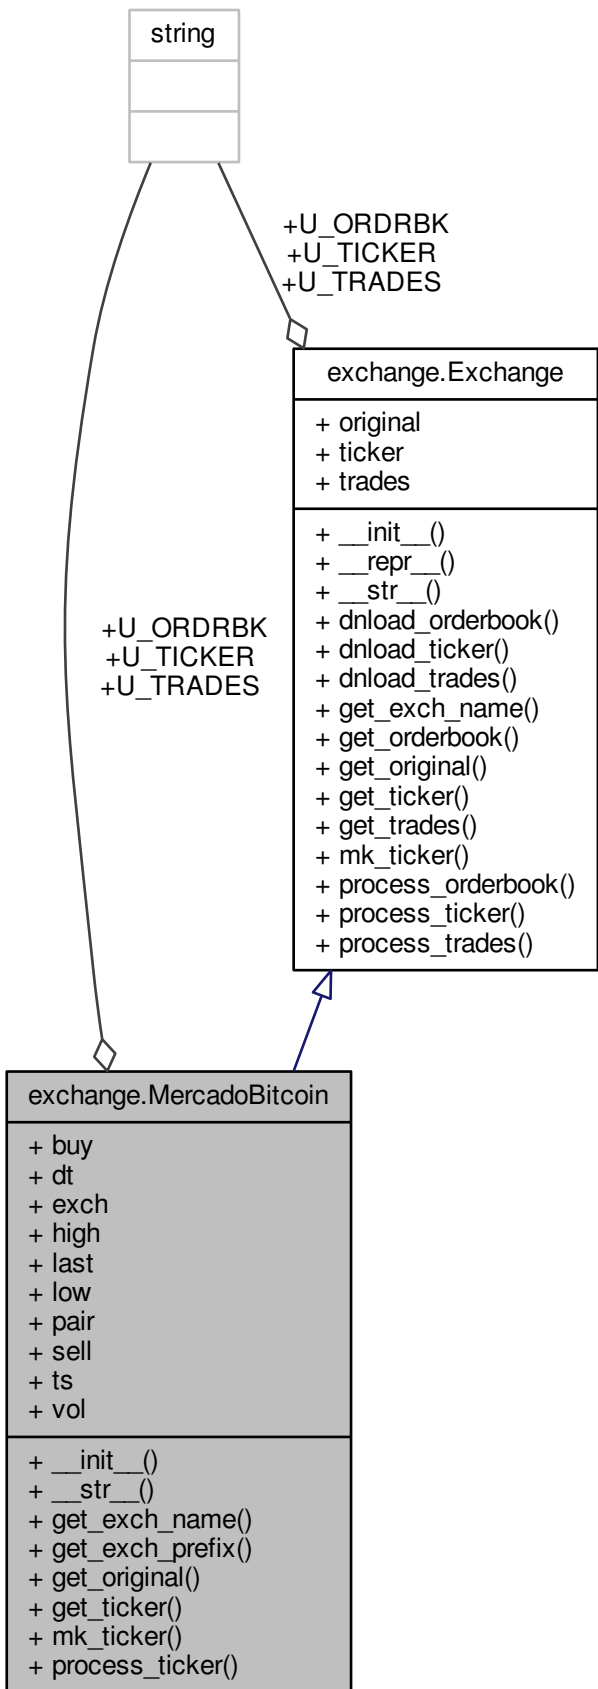 string
+U_ORDRBK
+U_TICKER
+U_TRADES
exchange.Exchange
+ original
+ ticker
+ trades
+ __init__()
+ __repr__()
+ __str__()
+ dnload_orderbook()
+ dnload_ticker()
+ dnload_trades()
+ get_exch_name()
+ get_orderbook()
+ get_original()
+ get_ticker()
+ get_trades()
+ mk_ticker()
+ process_orderbook()
+ process_ticker()
+ process_trades()
+U_ORDRBK
+U_TICKER
+U_TRADES
exchange.MercadoBitcoin
+ buy
+ dt
+ exch
+ high
+ last
+ low
+ pair
+ sell
+ ts
+ vol
+ __init__()
+ __str__()
+ get_exch_name()
+ get_exch_prefix()
+ get_original()
+ get_ticker()
+ mk_ticker()
+ process_ticker()